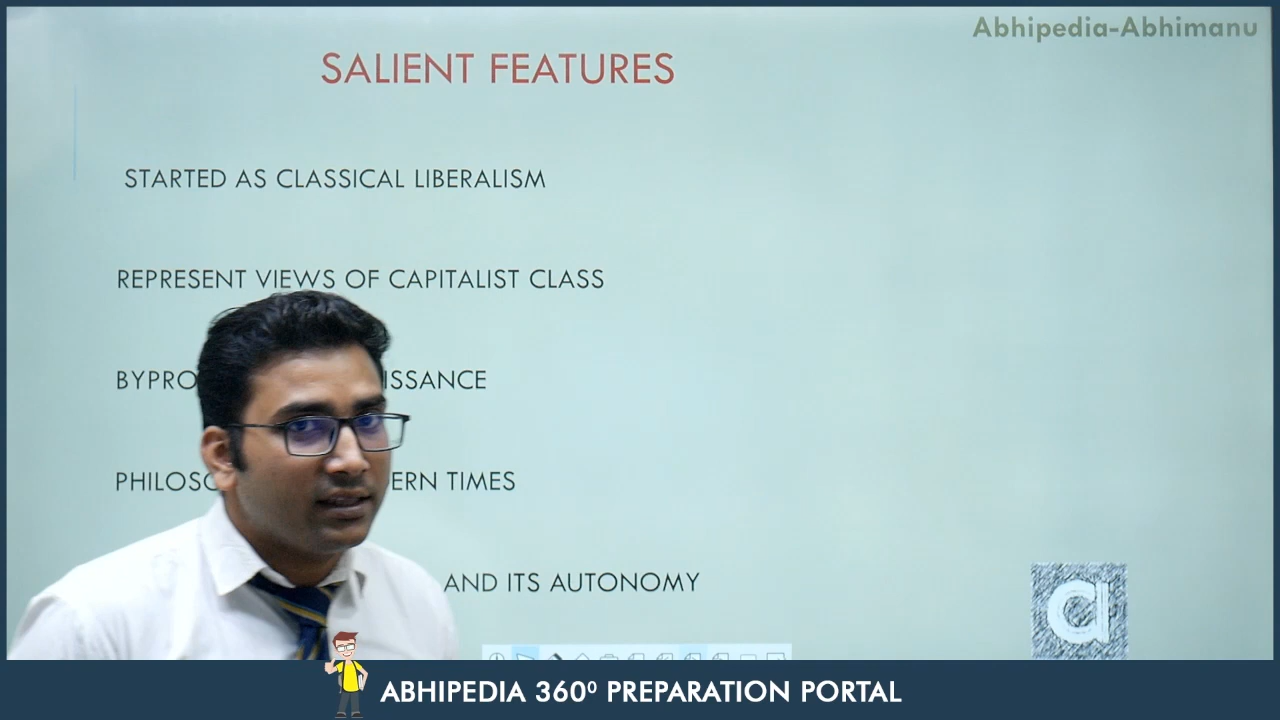 Abhipedia-Abhimanu
SALIENT FEATURES
STARTED AS CLASSICAL LIBERALISM
REPRESENT VIEWS OF CAPITALIST CLASS
BYPRO ISSANCE
PHILOSO ERN TIMES
AND ITS AUTONOMY
a
ABHIPEDIA 360⁰ PREPARATION PORTAL